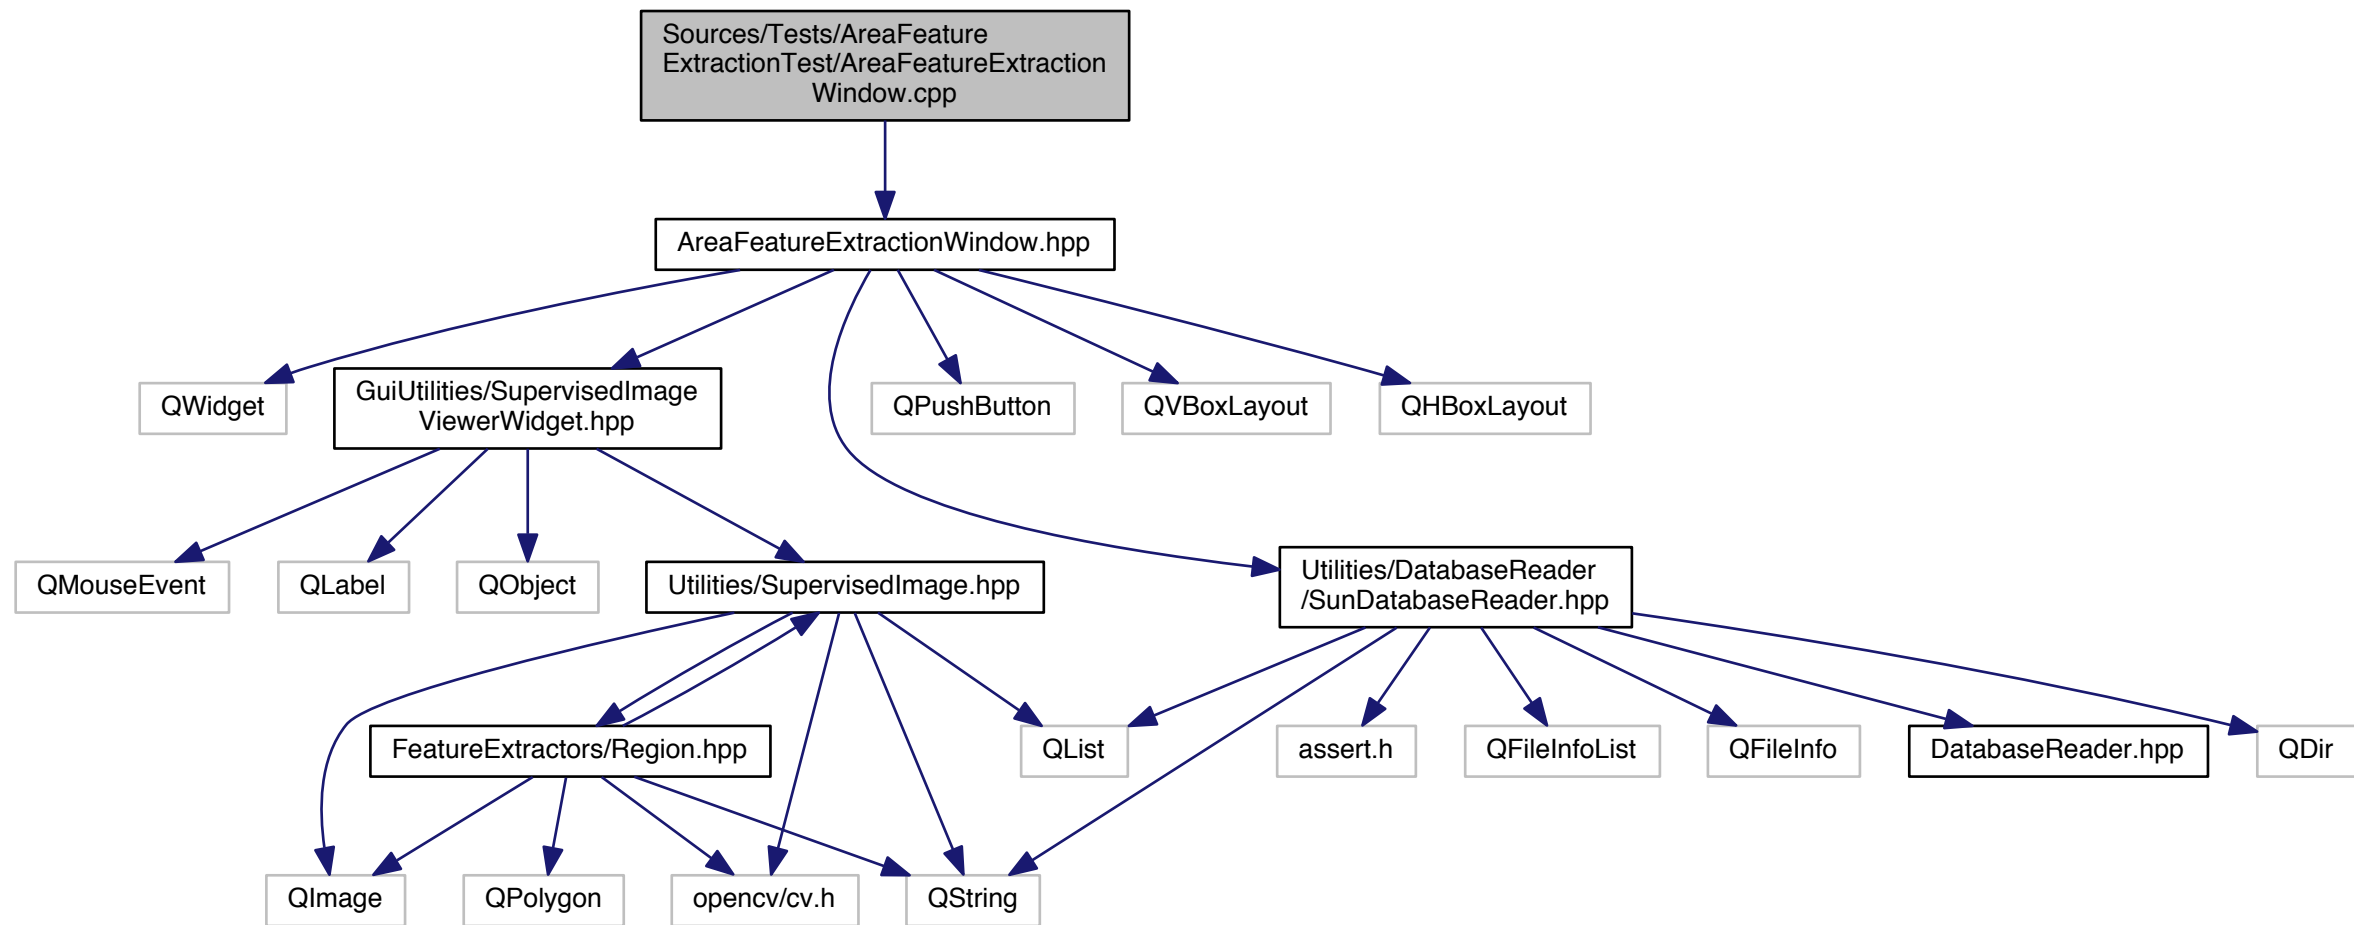 Sources/Tests/AreaFeature
ExtractionTest/AreaFeatureExtraction
Window.cpp
AreaFeatureExtractionWindow.hpp
QWidget
GuiUtilities/SupervisedImage
ViewerWidget.hpp
QPushButton
QVBoxLayout
QHBoxLayout
QMouseEvent
QLabel
QObject
Utilities/SupervisedImage.hpp
Utilities/DatabaseReader
/SunDatabaseReader.hpp
FeatureExtractors/Region.hpp
QList
assert.h
QFileInfoList
QFileInfo
DatabaseReader.hpp
QDir
QImage
QPolygon
opencv/cv.h
QString